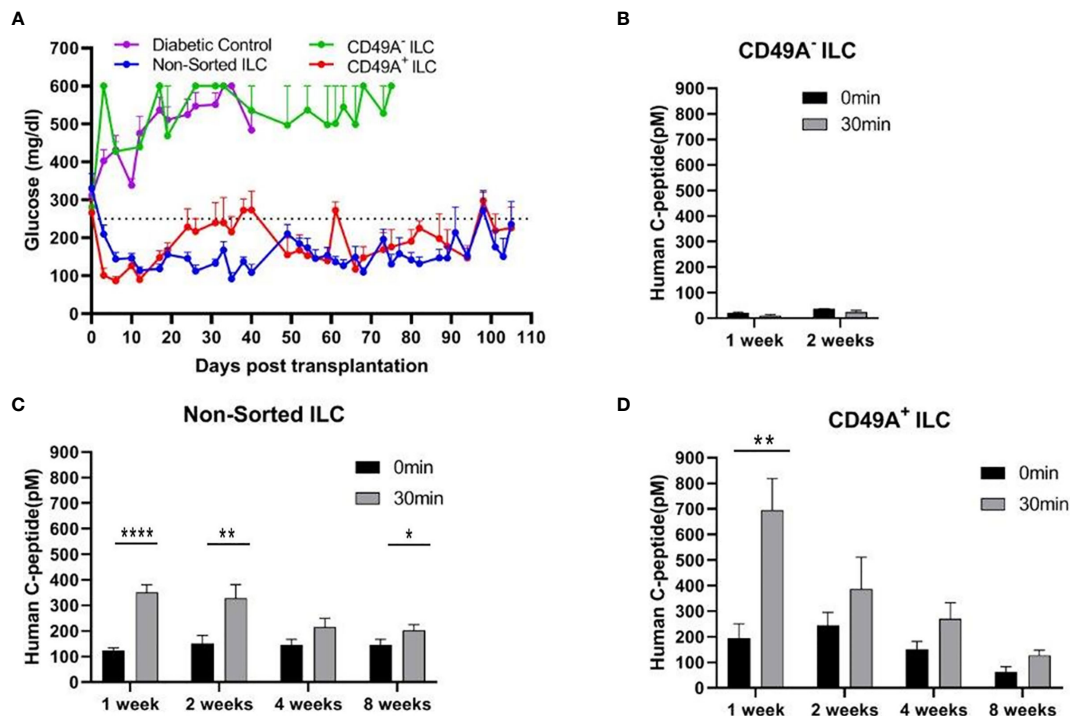 A
Diabetic Control
Non-Sorted ILC
CD49A⁻ ILC
CD49A⁺ ILC
Glucose (mg/dl)
700
600
500
400
300
200
100
0
0 10 20 30 40 50 60 70 80 90 100 110
Days post transplantation
B
CD49A⁻ ILC
0min
30min
Human C-peptide(pM)
900
800
700
600
500
400
300
200
100
0
1 week 2 weeks
C
Non-Sorted ILC
0min
30min
Human C-peptide(pM)
900
800
700
600
500
400
300
200
100
0
**** ** *
1 week 2 weeks 4 weeks 8 weeks
D
CD49A⁺ ILC
0min
30min
Human C-peptide(pM)
900
800
700
600
500
400
300
200
100
0
**
1 week 2 weeks 4 weeks 8 weeks